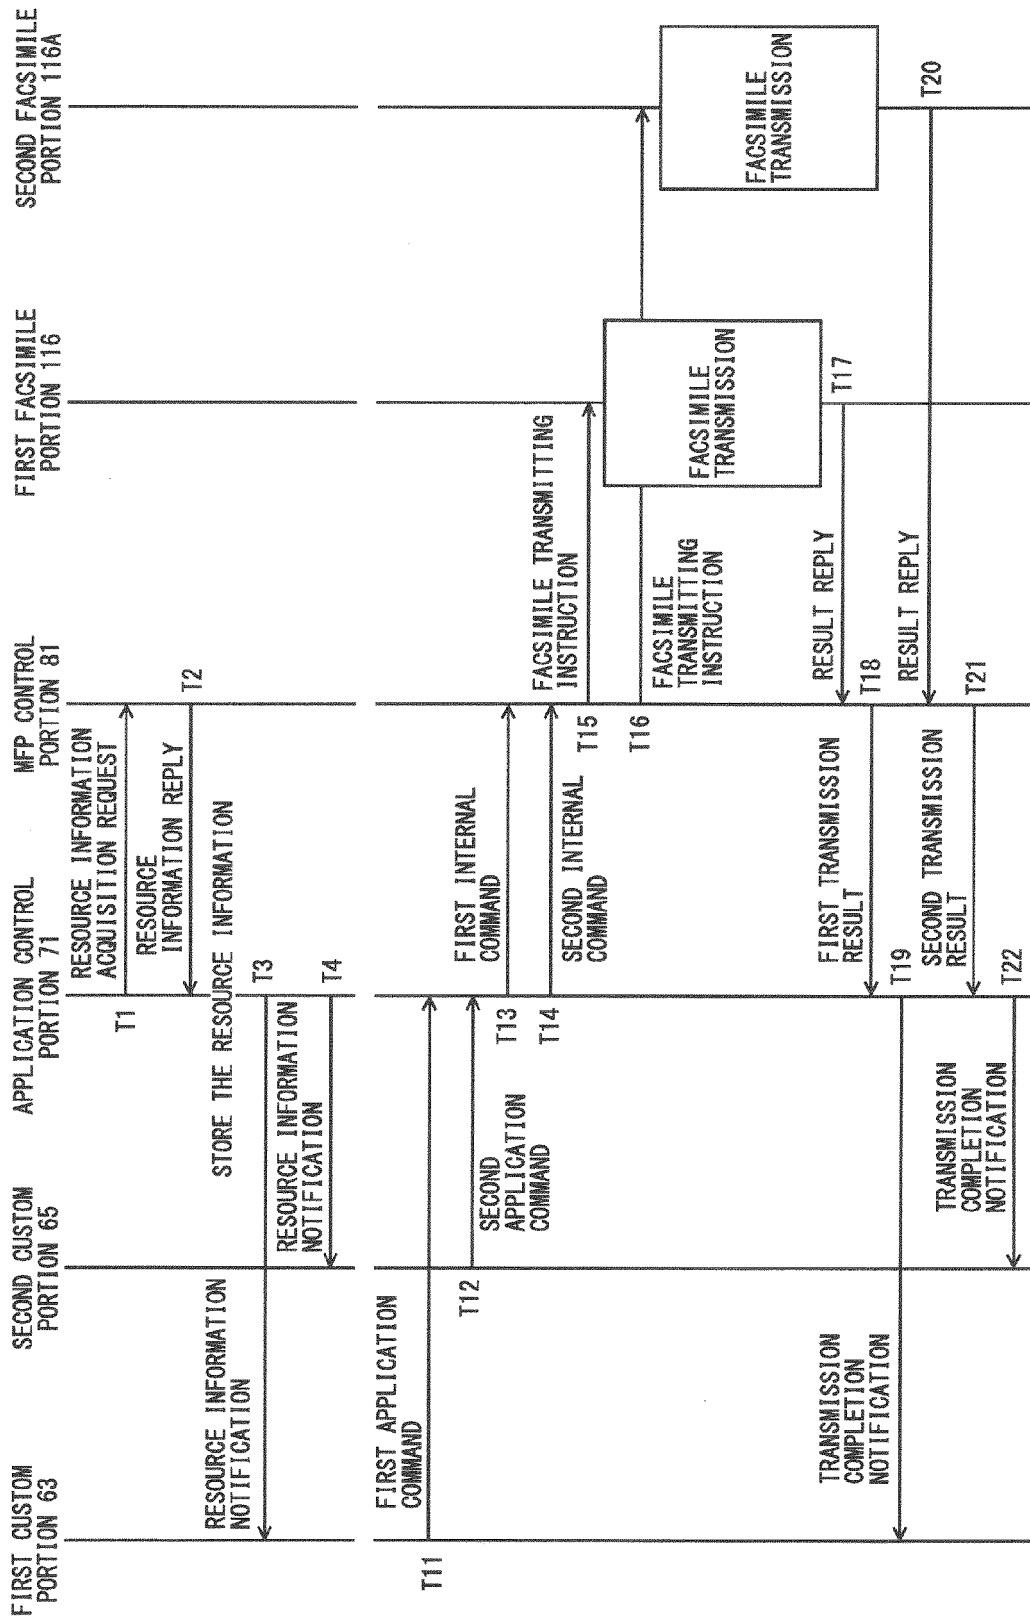 FIRST CUSTOM
PORTION 63
SECOND CUSTOM
PORTION 65
APPLICATION CONTROL
PORTION 71
MFP CONTROL
PORTION 81
FIRST FACSIMILE
PORTION 116
SECOND FACSIMILE
PORTION 116A
T1
RESOURCE INFORMATION
ACQUISITION REQUEST
RESOURCE
INFORMATION REPLY
T2
STORE THE RESOURCE INFORMATION
RESOURCE INFORMATION
NOTIFICATION
T3
RESOURCE INFORMATION
NOTIFICATION
T4
T11
FIRST APPLICATION
COMMAND
T12
SECOND
APPLICATION
COMMAND
T13
FIRST INTERNAL
COMMAND
T14
SECOND INTERNAL
COMMAND
T15
FACSIMILE TRANSMITTING
INSTRUCTION
T16
FACSIMILE
TRANSMITTING
INSTRUCTION
FACSIMILE
TRANSMISSION
FACSIMILE
TRANSMISSION
RESULT REPLY
T17
FIRST TRANSMISSION
RESULT
T18
TRANSMISSION
COMPLETION
NOTIFICATION
T19
RESULT REPLY
T20
SECOND TRANSMISSION
RESULT
T21
TRANSMISSION
COMPLETION
NOTIFICATION
T22